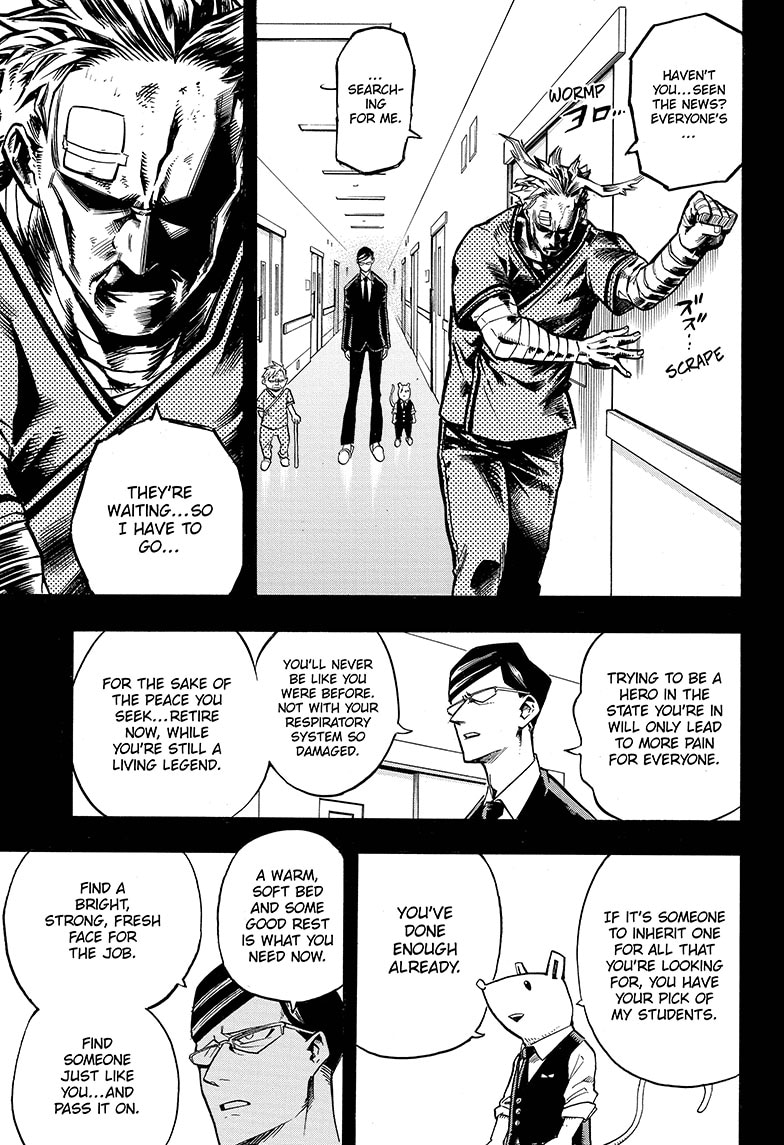 HAVEN'T
YOU...SEEN
THE NEWS?
EVERYONE'S
...
WORMP
ヨロ...
...
SEARCH-
ING
FOR ME.
ズ
ズ...
SCRAPE
THEY'RE
WAITING...SO
I HAVE TO
GO...
TRYING TO BE A
HERO IN THE
STATE YOU'RE IN
WILL ONLY LEAD
TO MORE PAIN
FOR EVERYONE.
YOU'LL NEVER
BE LIKE YOU
WERE BEFORE.
NOT WITH YOUR
RESPIRATORY
SYSTEM SO
DAMAGED.
FOR THE SAKE OF
THE PEACE YOU
SEEK...RETIRE
NOW, WHILE
YOU'RE STILL A
LIVING LEGEND.
IF IT'S SOMEONE
TO INHERIT ONE
FOR ALL THAT
YOU'RE LOOKING
FOR, YOU HAVE
YOUR PICK OF
MY STUDENTS.
YOU'VE
DONE
ENOUGH
ALREADY.
A WARM,
SOFT BED
AND SOME
GOOD REST
IS WHAT YOU
NEED NOW.
FIND A
BRIGHT,
STRONG, FRESH
FACE FOR
THE JOB.
FIND
SOMEONE
JUST LIKE
YOU...AND
PASS IT ON.